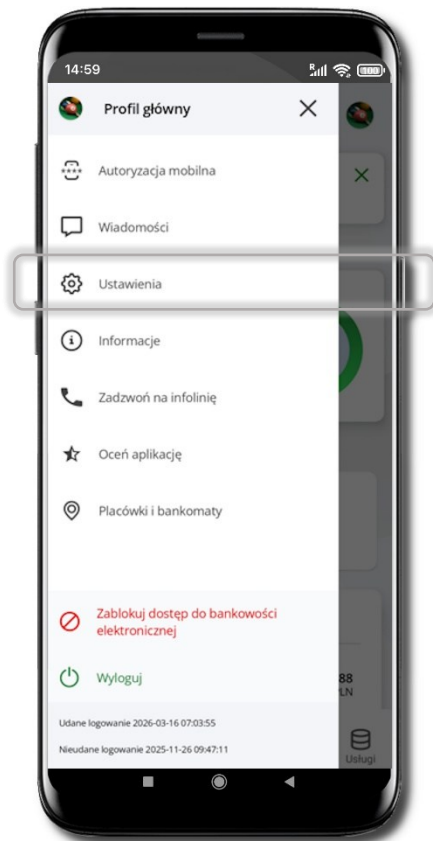 14:59
Profil główny
Autoryzacja mobilna
Wiadomości
Ustawienia
Informacje
Zadzwoń na infolinię
Oceń aplikację
Placówki i bankomaty
Zablokuj dostęp do bankowości
elektronicznej
Wyloguj
88
PLN
Udane logowanie 2026-03-16 07:03:55
Nieudane logowanie 2025-11-26 09:47:11
Usługi